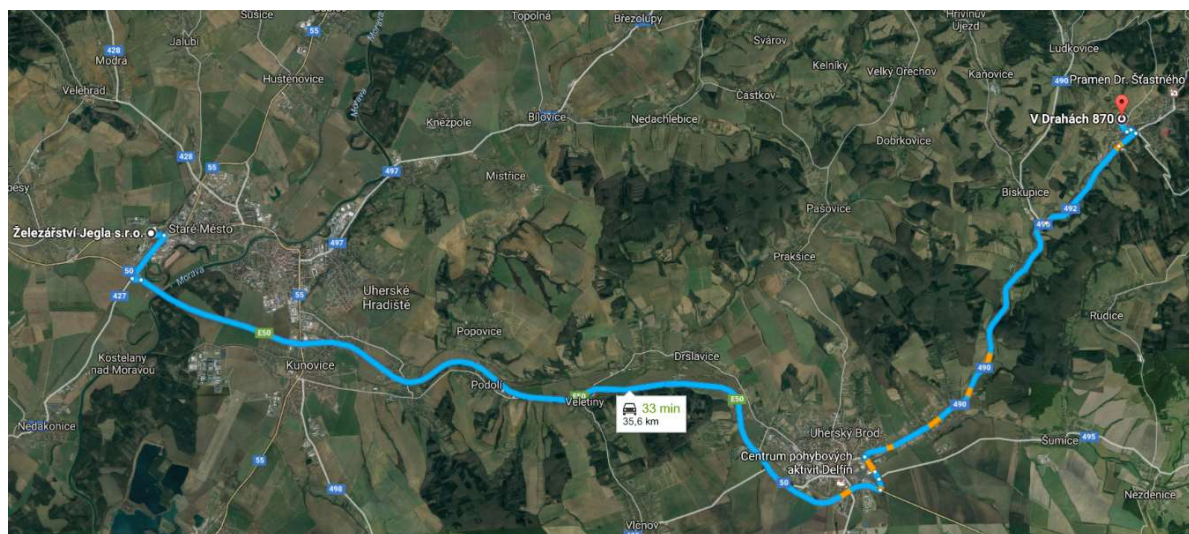 Sušice
Topolná
Březolupy
Hřivínův
Újezd
55
428
Modrá
Jalubí
Morava
Svárov
Ludkovice
Huštěnovice
Kelníky
Velký Ořechov
Kaňovice
490
Pramen Dr. Šťastného
Velehrad
Částkov
Kněžpole
Bílovice
Nedachlebice
V Drahách 870
Dobrkovice
428
55
497
Mistřice
Biskupice
492
490
Pašovice
Železářství Jegla s.r.o.
Staré Město
497
Prakšice
50
Morava
427
Uherské
Hradiště
55
Rudice
E50
Popovice
Kostelany
nad Moravou
Kunovice
Podolí
Drslavice
490
E50
Veletiny
E50
33 min
35,6 km
490
Nedakonice
Uherský Brod
Šumice
495
Centrum pohybových
aktivit Delfín
55
498
50
Nezdenice
Vlčnov